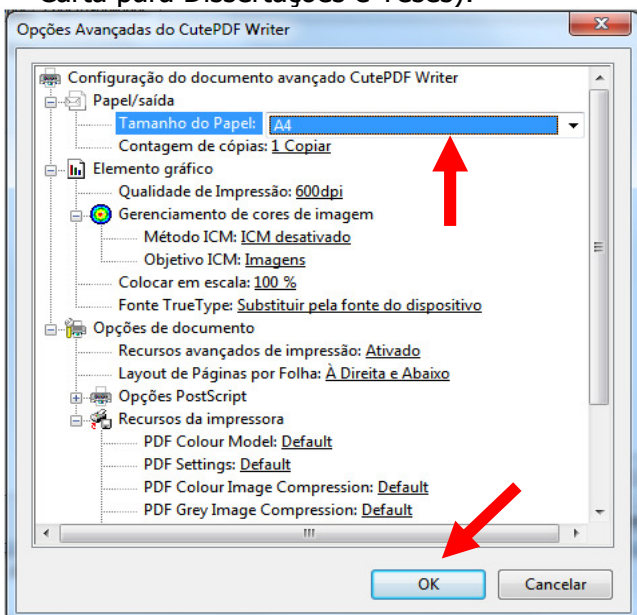 Carta para Dissertações e Teses).
Opções Avançadas do CutePDF Writer
Configuração do documento avançado CutePDF Writer
Papel/saída
Tamanho do Papel: A4
Contagem de cópias: 1 Copiar
Elemento gráfico
Qualidade de Impressão: 600dpi
Gerenciamento de cores de imagem
Método ICM: ICM desativado
Objetivo ICM: Imagens
Colocar em escala: 100 %
Fonte TrueType: Substituir pela fonte do dispositivo
Opções de documento
Recursos avançados de impressão: Ativado
Layout de Páginas por Folha: À Direita e Abaixo
Opções PostScript
Recursos da impressora
PDF Colour Model: Default
PDF Settings: Default
PDF Colour Image Compression: Default
PDF Grey Image Compression: Default
OK Cancelar